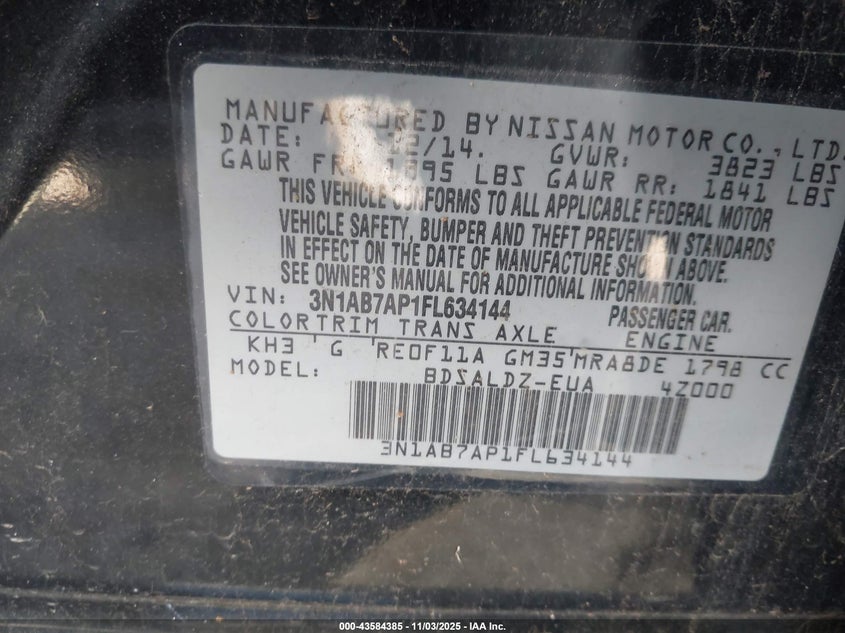 MANUFACTURED BY NISSAN MOTOR CO., LTD.
DATE: 12/14. GVWR: 3823 LBS
GAWR FR: 1895 LBS GAWR RR: 1841 LBS
THIS VEHICLE CONFORMS TO ALL APPLICABLE FEDERAL MOTOR
VEHICLE SAFETY, BUMPER AND THEFT PREVENTION STANDARDS
IN EFFECT ON THE DATE OF MANUFACTURE SHOWN ABOVE.
SEE OWNER'S MANUAL FOR ADDITIONAL INFORMATION.
VIN: 3N1AB7AP1FL634144 PASSENGER CAR.
COLOR TRIM TRANS AXLE ENGINE
KH3 G RE0F11A GM35 MRA8DE 1798 CC
MODEL: BDSALDZ-EUA 4Z000
3N1AB7AP1FL634144
000-43584385 - 11/03/2025 - IAA Inc.